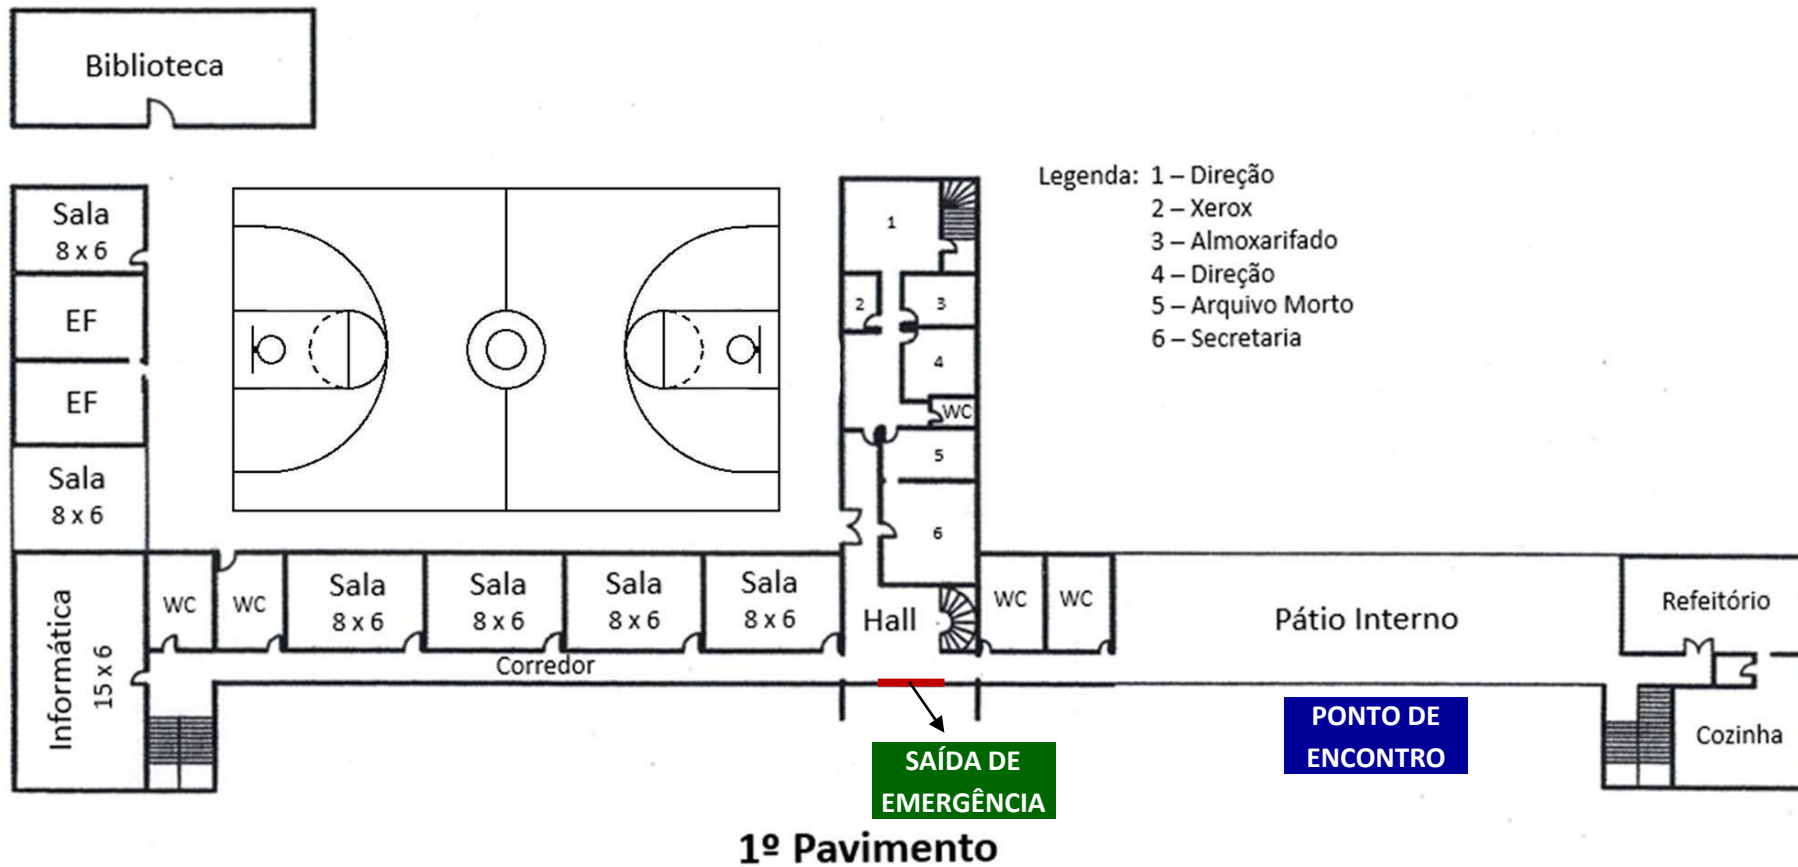 Biblioteca
Legenda: 1 – Direção
2 – Xerox
3 – Almoxarifado
4 – Direção
5 – Arquivo Morto
6 – Secretaria
Sala
8 x 6
EF
EF
Sala
8 x 6
1
2
3
4
WC
5
6
Informática
15 x 6
WC
WC
Sala
8 x 6
Sala
8 x 6
Sala
8 x 6
Sala
8 x 6
Hall
WC
WC
Pátio Interno
Refeitório
Corredor
Cozinha
SAÍDA DE
EMERGÊNCIA
PONTO DE
ENCONTRO
1º Pavimento